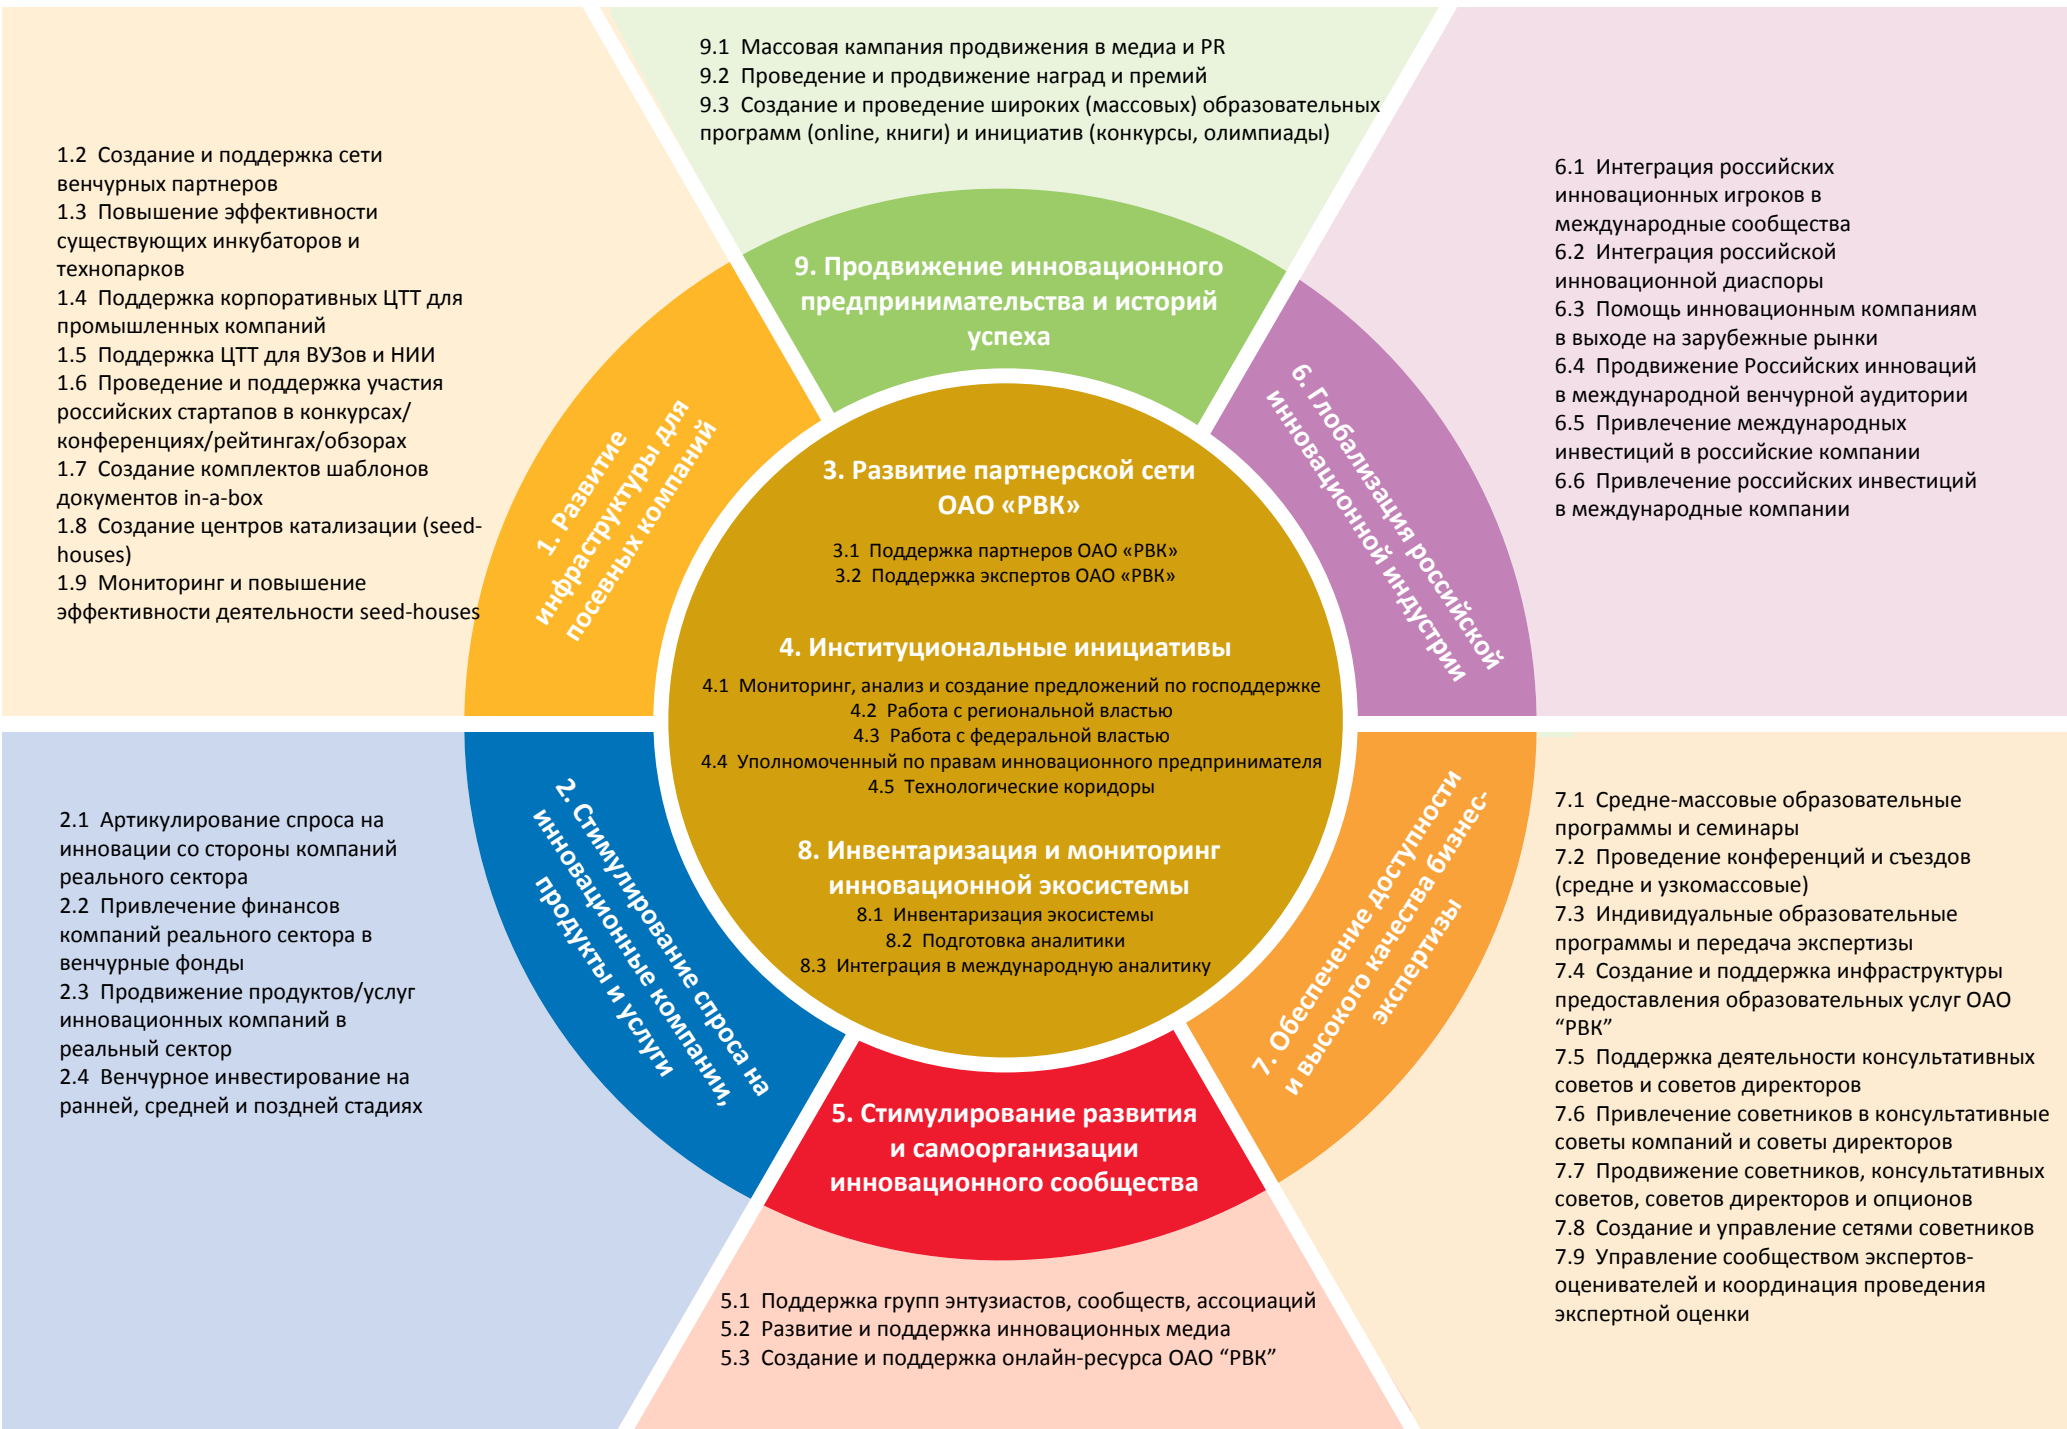 9.1 Массовая кампания продвижения в медиа и PR
9.2 Проведение и продвижение наград и премий
9.3 Создание и проведение широких (массовых) образовательных
программ (online, книги) и инициатив (конкурсы, олимпиады)
9. Продвижение инновационного
предпринимательства и историй
успеха
1.2 Создание и поддержка сети
венчурных партнеров
1.3 Повышение эффективности
существующих инкубаторов и
технопарков
1.4 Поддержка корпоративных ЦТТ для
промышленных компаний
1.5 Поддержка ЦТТ для ВУЗов и НИИ
1.6 Проведение и поддержка участия
российских стартапов в конкурсах/
конференциях/рейтингах/обзорах
1.7 Создание комплектов шаблонов
документов in-a-box
1.8 Создание центров катализации (seed-
houses)
1.9 Мониторинг и повышение
эффективности деятельности seed-houses
1. Развитие
инфраструктуры для
посевных компаний
6. Глобализация российской
инновационной индустрии
6.1 Интеграция российских
инновационных игроков в
международные сообщества
6.2 Интеграция российской
инновационной диаспоры
6.3 Помощь инновационным компаниям
в выходе на зарубежные рынки
6.4 Продвижение Российских инноваций
в международной венчурной аудитории
6.5 Привлечение международных
инвестиций в российские компании
6.6 Привлечение российских инвестиций
в международные компании
3. Развитие партнерской сети
ОАО «РВК»
3.1 Поддержка партнеров ОАО «РВК»
3.2 Поддержка экспертов ОАО «РВК»
4. Институциональные инициативы
4.1 Мониторинг, анализ и создание предложений по господдержке
4.2 Работа с региональной властью
4.3 Работа с федеральной властью
4.4 Уполномоченный по правам инновационного предпринимателя
4.5 Технологические коридоры
8. Инвентаризация и мониторинг
инновационной экосистемы
8.1 Инвентаризация экосистемы
8.2 Подготовка аналитики
8.3 Интеграция в международную аналитику
2.1 Артикулирование спроса на
инновации со стороны компаний
реального сектора
2.2 Привлечение финансов
компаний реального сектора в
венчурные фонды
2.3 Продвижение продуктов/услуг
инновационных компаний в
реальный сектор
2.4 Венчурное инвестирование на
ранней, средней и поздней стадиях
2. Стимулирование спроса на
инновационные компании,
продукты и услуги
7. Обеспечение доступности
и высокого качества бизнес-
экспертизы
7.1 Средне-массовые образовательные
программы и семинары
7.2 Проведение конференций и съездов
(средне и узкомассовые)
7.3 Индивидуальные образовательные
программы и передача экспертизы
7.4 Создание и поддержка инфраструктуры
предоставления образовательных услуг ОАО
“РВК”
7.5 Поддержка деятельности консультативных
советов и советов директоров
7.6 Привлечение советников в консультативные
советы компаний и советы директоров
7.7 Продвижение советников, консультативных
советов, советов директоров и опционов
7.8 Создание и управление сетями советников
7.9 Управление сообществом экспертов-
оценивателей и координация проведения
экспертной оценки
5. Стимулирование развития
и самоорганизации
инновационного сообщества
5.1 Поддержка групп энтузиастов, сообществ, ассоциаций
5.2 Развитие и поддержка инновационных медиа
5.3 Создание и поддержка онлайн-ресурса ОАО “РВК”